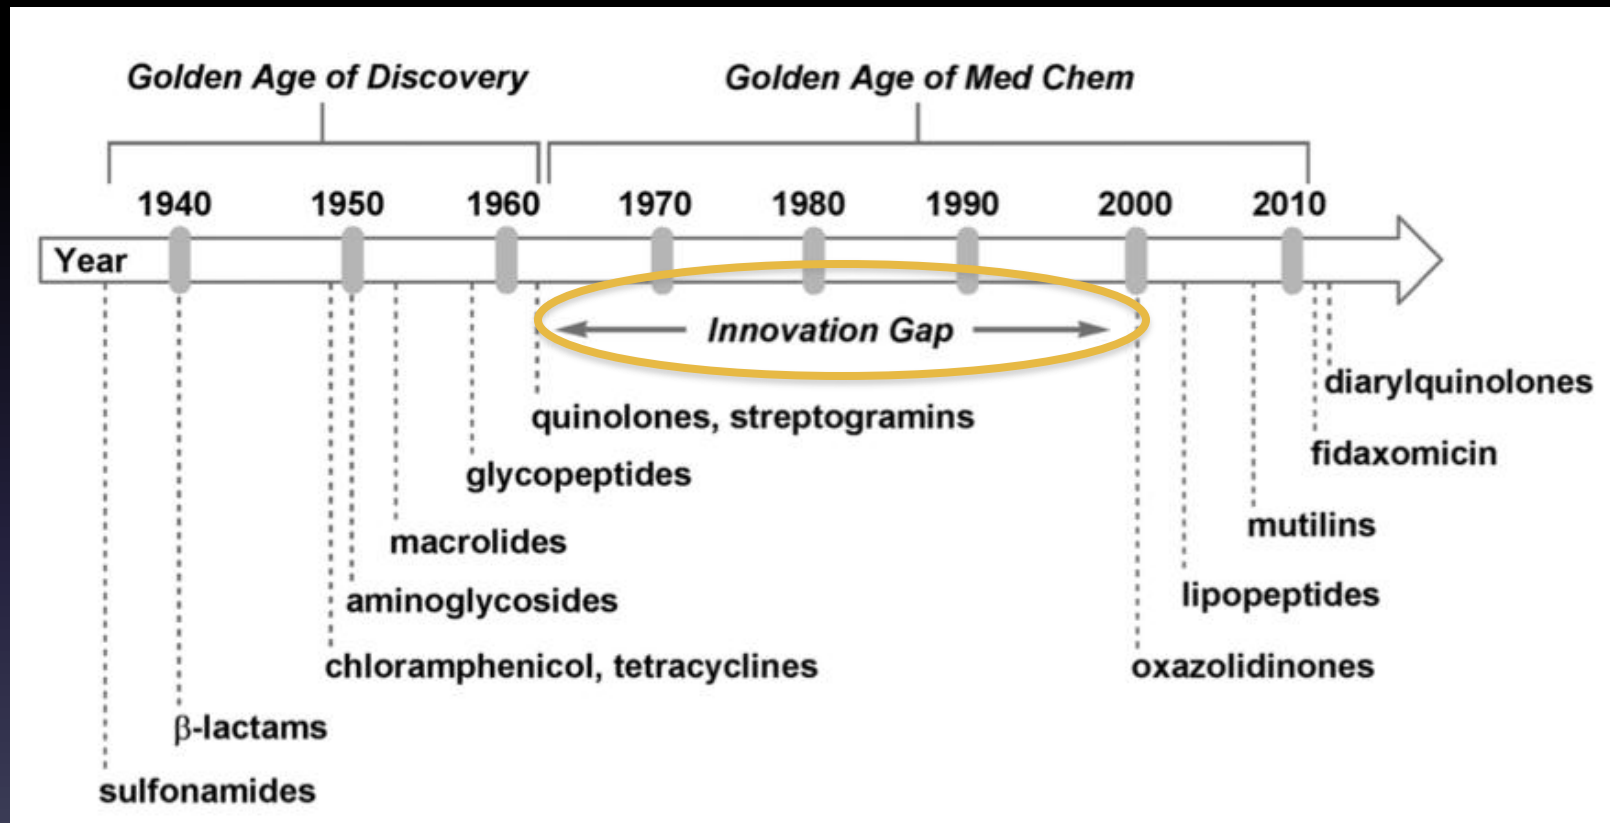 Golden Age of Discovery
Golden Age of Med Chem
1940 1950 1960 1970 1980 1990 2000 2010
Year
Innovation Gap
diarylquinolones
quinolones, streptogramins
fidaxomicin
glycopeptides
mutilins
macrolides
lipopeptides
aminoglycosides
chloramphenicol, tetracyclines
oxazolidinones
β-lactams
sulfonamides